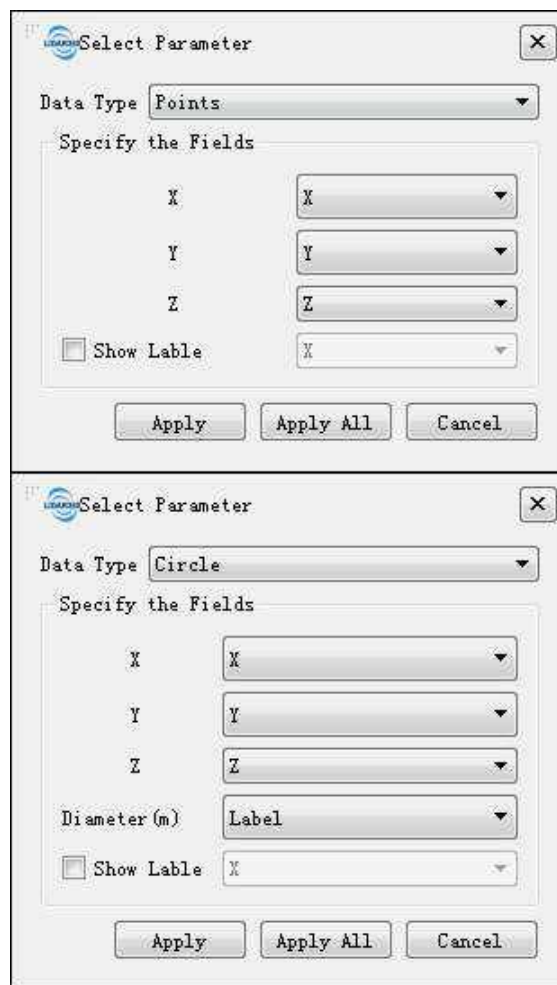 Select Parameter
Data Type Points
Specify the Fields
X X
Y Y
Z Z
Show Lable X
Apply Apply All Cancel
Select Parameter
Data Type Circle
Specify the Fields
X X
Y Y
Z Z
Diameter(m) Label
Show Lable X
Apply Apply All Cancel